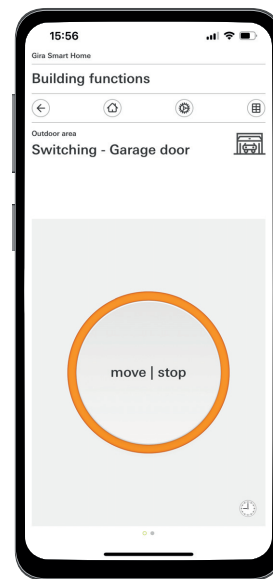 15:56
Gira Smart Home
Building functions
Outdoor area
Switching - Garage door
move | stop